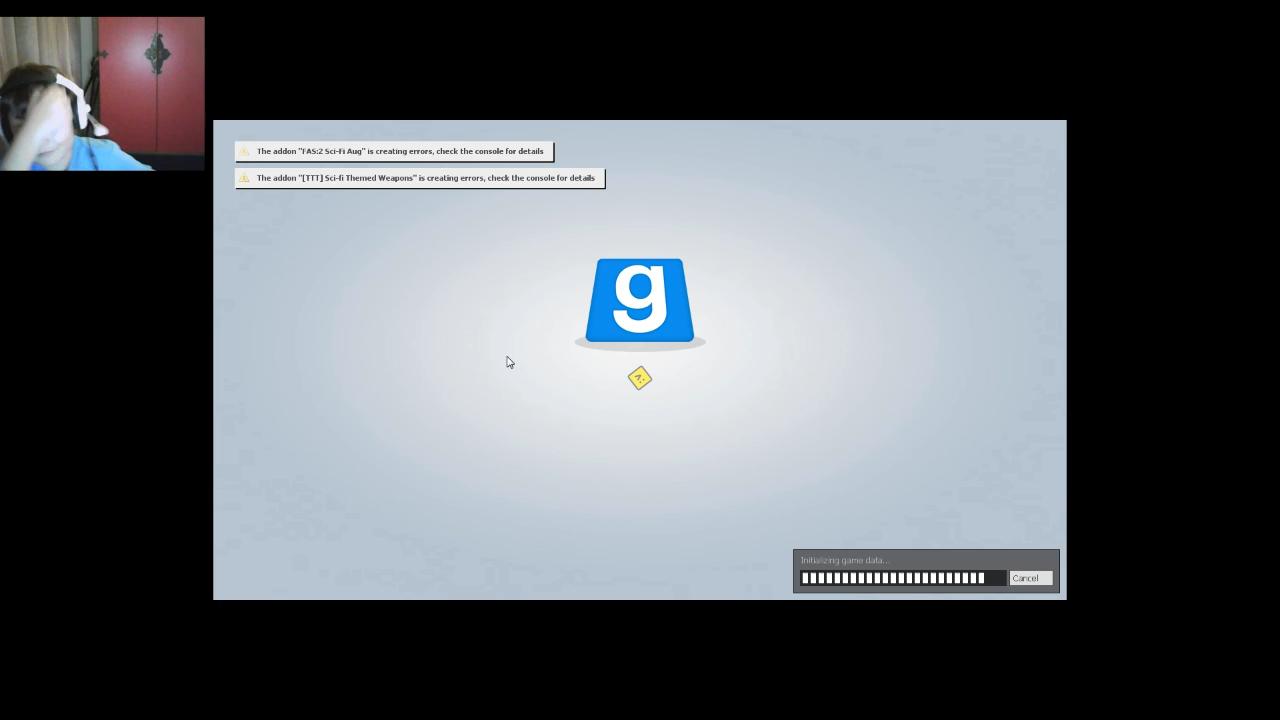 The addon "FAS:2 Sci-Fi Aug" is creating errors, check the console for details
The addon "[TTT] Sci-fi Themed Weapons" is creating errors, check the console for details
g
Initializing game data...
Cancel